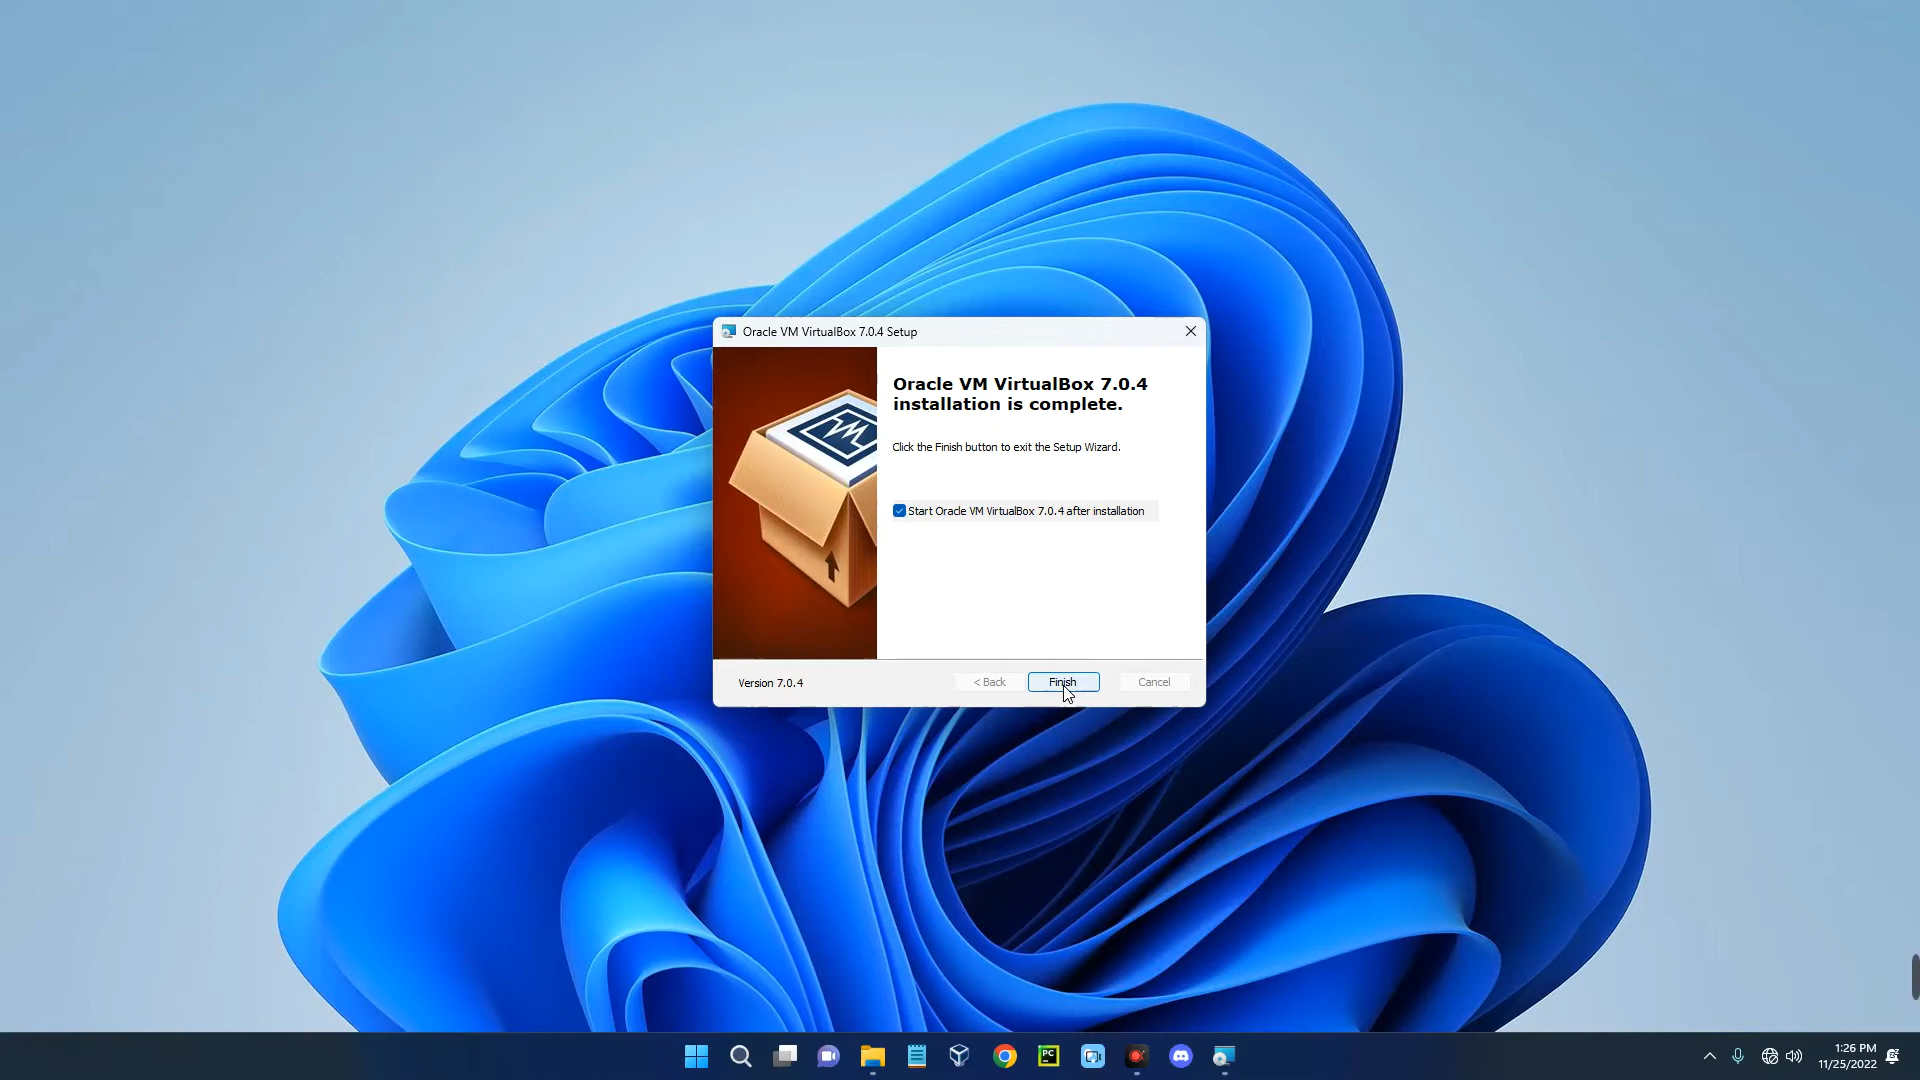 Oracle VM VirtualBox 7.0.4 Setup
Oracle VM VirtualBox 7.0.4
installation is complete.
Click the Finish button to exit the Setup Wizard.
Start Oracle VM VirtualBox 7.0.4 after installation
Version 7.0.4
< Back
Finish
Cancel
PC
1:26 PM
11/25/2022